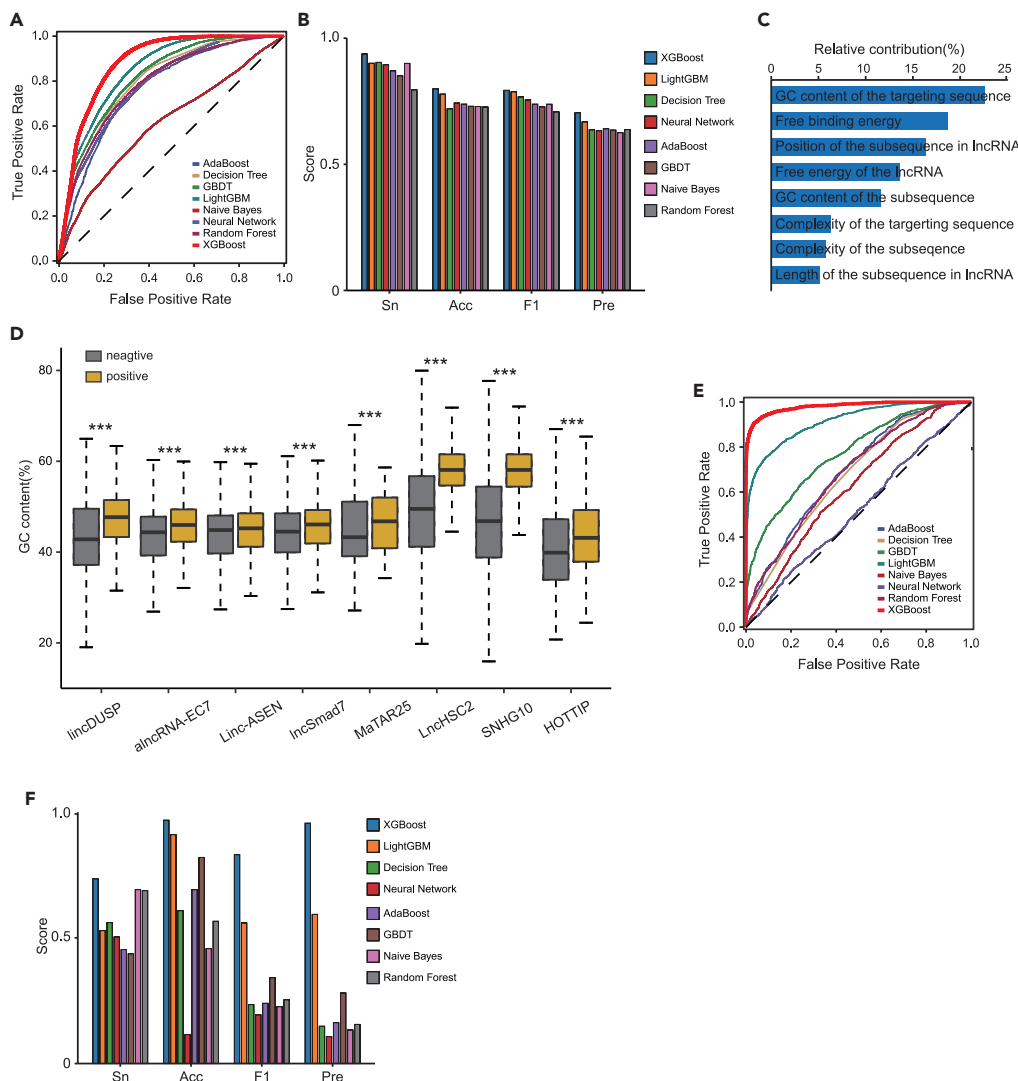 A
1.0
0.8
0.6
0.4
0.2
0.0
True Positive Rate
AdaBoost
Decision Tree
GBDT
LightGBM
Naive Bayes
Neural Network
Random Forest
XGBoost
0.0 0.2 0.4 0.6 0.8 1.0
False Positive Rate
B
1.0
0.5
0
Score
Sn Acc F1 Pre
XGBoost
LightGBM
Decision Tree
Neural Network
AdaBoost
GBDT
Naive Bayes
Random Forest
C
Relative contribution(%)
0 5 10 15 20 25
GC content of the targeting sequence
Free binding energy
Position of the subsequence in lncRNA
Free energy of the lncRNA
GC content of the subsequence
Complexity of the targerting sequence
Complexity of the subseqence
Length of the subsequence in lncRNA
D
neagtive
positive
80
60
40
20
GC content(%)
*** *** *** *** *** *** *** ***
lincDUSP
alncRNA-EC7
Linc-ASEN
lncSmad7
MaTAR25
LncHSC2
SNHG10
HOTTIP
E
1.0
0.8
0.6
0.4
0.2
0.0
True Positive Rate
AdaBoost
Decision Tree
GBDT
LightGBM
Naive Bayes
Neural Network
Random Forest
XGBoost
0.0 0.2 0.4 0.6 0.8 1.0
False Positive Rate
F
1.0
0.5
0
Score
Sn Acc F1 Pre
XGBoost
LightGBM
Decision Tree
Neural Network
AdaBoost
GBDT
Naive Bayes
Random Forest